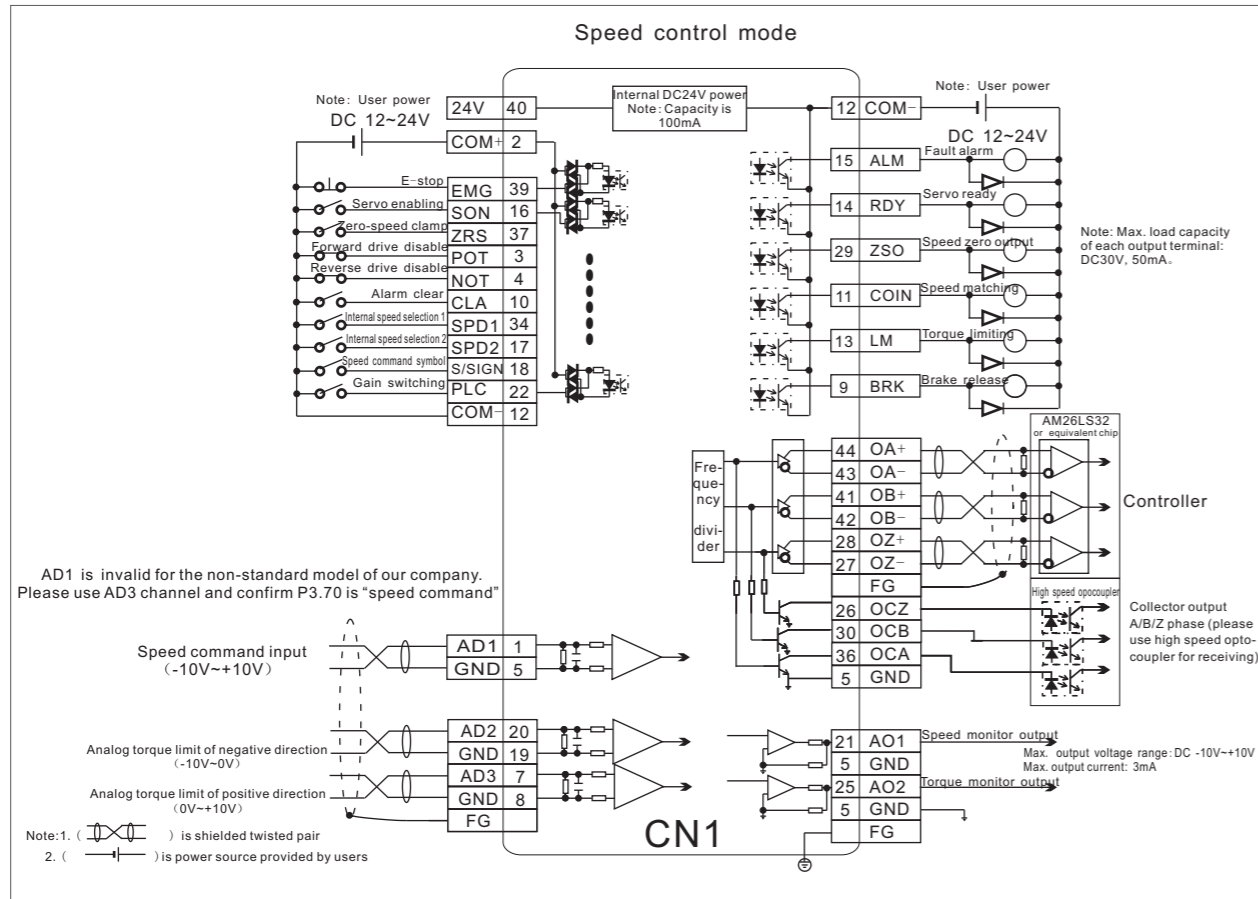 Speed control mode
Note: User power
DC 12~24V
24V 40
COM+ 2
E-stop
EMG 39
Servo enabling
SON 16
Zero-speed clamp
ZRS 37
Forward drive disable
POT 3
Reverse drive disable
NOT 4
Alarm clear
CLA 10
Internal speed selection 1
SPD1 34
Internal speed selection 2
SPD2 17
Speed command symbol
S/SIGN 18
Gain switching
PLC 22
COM- 12
Internal DC24V power
Note: Capacity is
100mA
12 COM-
Note: User power
DC 12~24V
15 ALM Fault alarm
14 RDY Servo ready
29 ZSO Speed zero output
11 COIN Speed matching
13 LM Torque limiting
9 BRK Brake release
Note: Max. load capacity
of each output terminal:
DC30V, 50mA。
AM26LS32
or equivalent chip
Fre-
que-
ncy
divi-
der
44 OA+
43 OA-
41 OB+
42 OB-
28 OZ+
27 OZ-
FG
Controller
High speed opocoupler
26 OCZ
30 OCB
36 OCA
5 GND
Collector output
A/B/Z phase (please
use high speed opto-
coupler for receiving)
AD1 is invalid for the non-standard model of our company.
Please use AD3 channel and confirm P3.70 is “speed command”
Speed command input
(-10V~+10V)
AD1 1
GND 5
Analog torque limit of negative direction
(-10V~0V)
AD2 20
GND 19
Analog torque limit of positive direction
(0V~+10V)
AD3 7
GND 8
FG
21 AO1 Speed monitor output
5 GND
Max. output voltage range: DC -10V~+10V
Max. output current: 3mA
25 AO2 Torque monitor output
5 GND
FG
CN1
Note:1. ( ) is shielded twisted pair
2. ( ) is power source provided by users